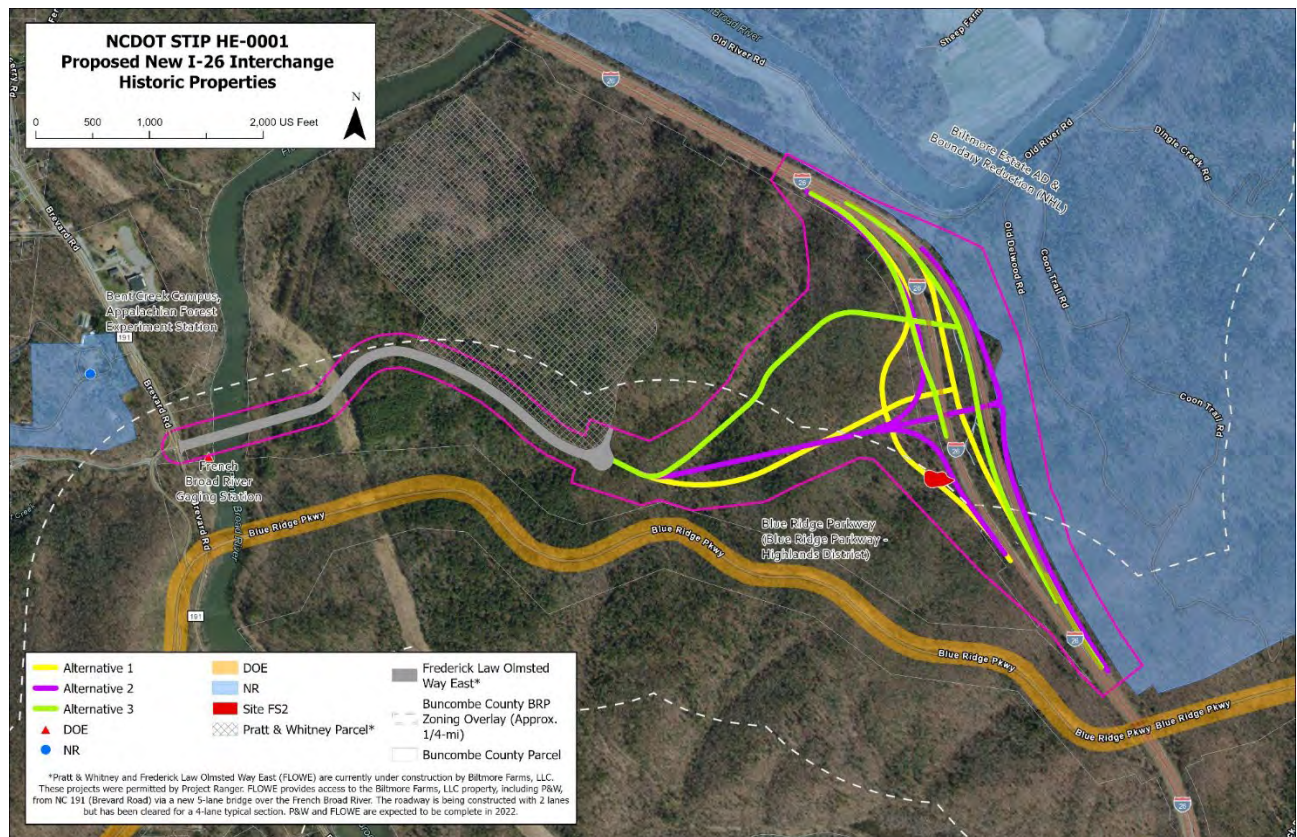 NCDOT STIP HE-0001
Proposed New I-26 Interchange
Historic Properties
N
0 500 1,000 2,000 US Feet
Broad River
Old River Rd
Sheep Farm
26
Biltmore Estate AD &
Boundary Reduction (NHL)
Old River Rd
Dingle Creek Rd
26
Brevard Rd
Old Delwood Rd
Coon Trail Rd
26
Bent Creek Campus,
Appalachian Forest
Experiment Station
191
Brevard Rd
Coon Trail Rd
26
French
Broad River
Gaging Station
Creek
Brevard Rd
Broad River
Blue Ridge Pkwy
Blue Ridge Pkwy
Blue Ridge Parkway
(Blue Ridge Parkway -
Highlands District)
Blue Ridge Pkwy
191
26
Blue Ridge Pkwy
Blue Ridge Pkwy
Blue Ridge Pkwy
26
Alternative 1
Alternative 2
Alternative 3
DOE
NR
DOE
NR
Site FS2
Pratt & Whitney Parcel*
Frederick Law Olmsted
Way East*
Buncombe County BRP
Zoning Overlay (Approx.
1/4-mi)
Buncombe County Parcel
*Pratt & Whitney and Frederick Law Olmsted Way East (FLOWE) are currently under construction by Biltmore Farms, LLC.
These projects were permitted by Project Ranger. FLOWE provides access to the Biltmore Farms, LLC property, including P&W,
from NC 191 (Brevard Road) via a new 5-lane bridge over the French Broad River. The roadway is being constructed with 2 lanes
but has been cleared for a 4-lane typical section. P&W and FLOWE are expected to be complete in 2022.